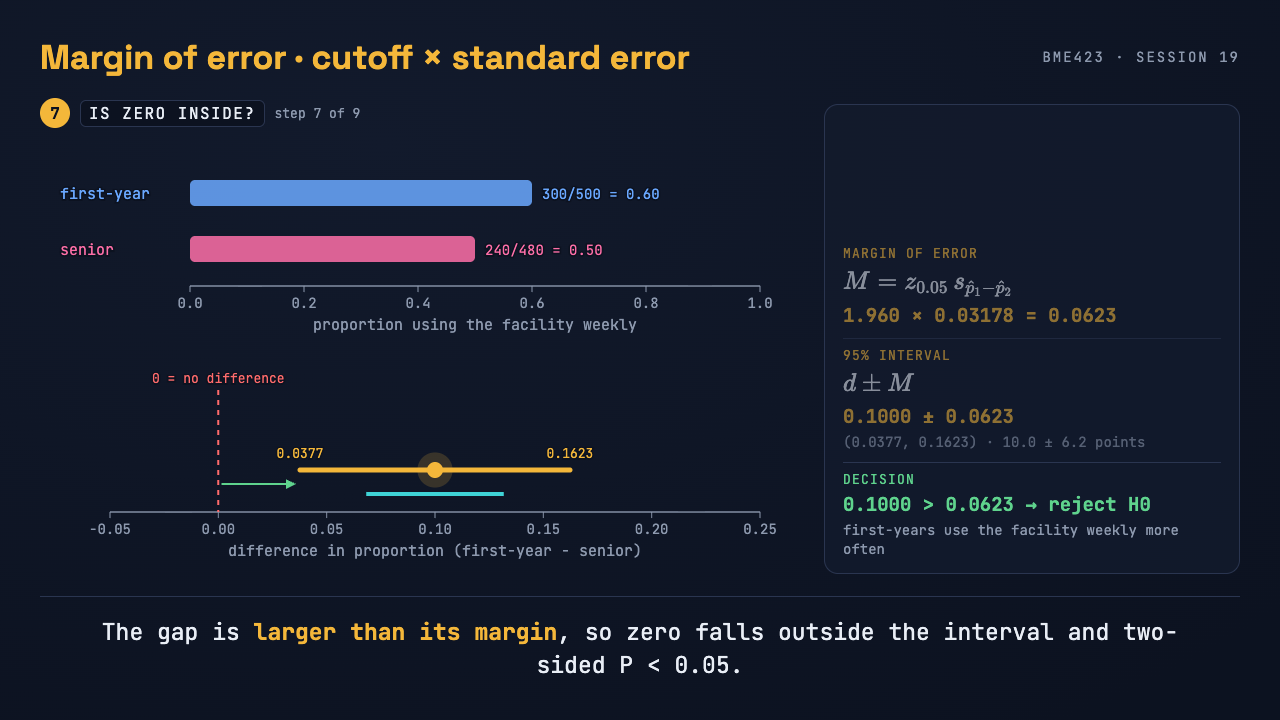 Margin of error · cutoff × standard error
BME423 · SESSION 19
7 IS ZERO INSIDE? step 7 of 9
first-year 300/500 = 0.60
senior 240/480 = 0.50
0.0 0.2 0.4 0.6 0.8 1.0
proportion using the facility weekly
0 = no difference
0.0377 0.1623
-0.05 0.00 0.05 0.10 0.15 0.20 0.25
difference in proportion (first-year - senior)
MARGIN OF ERROR
M = z₀.₀₅ s_{p̂₁−p̂₂}
1.960 × 0.03178 = 0.0623
95% INTERVAL
d ± M
0.1000 ± 0.0623
(0.0377, 0.1623) · 10.0 ± 6.2 points
DECISION
0.1000 > 0.0623 → reject H0
first-years use the facility weekly more
often
The gap is larger than its margin, so zero falls outside the interval and two-
sided P < 0.05.